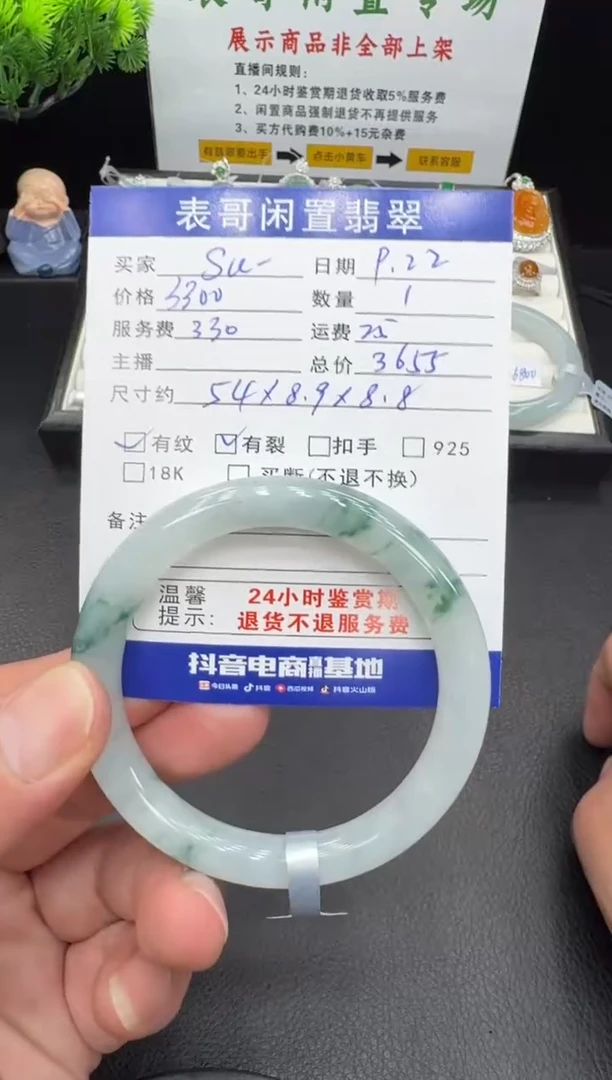 展示商品非全部上架
直播间规则：
1、24小时鉴赏期退货收取5%服务费
2、闲置商品强制退货不再提供服务
3、买方代购费10%+15元杂费
点击小黄车
联系客服
表哥闲置翡翠
买家 Su- 日期 9.22
价格 3300 数量 1
服务费 330 运费 25
主播 总价 3655
尺寸约 54×8.9×8.8
有纹 有裂 扣手 925
18K 买断(不退不换)
备注
温馨 24小时鉴赏期
提示： 退货不退服务费
抖音电商直播基地
今日头条 抖音 西瓜视频 抖音火山版
6800